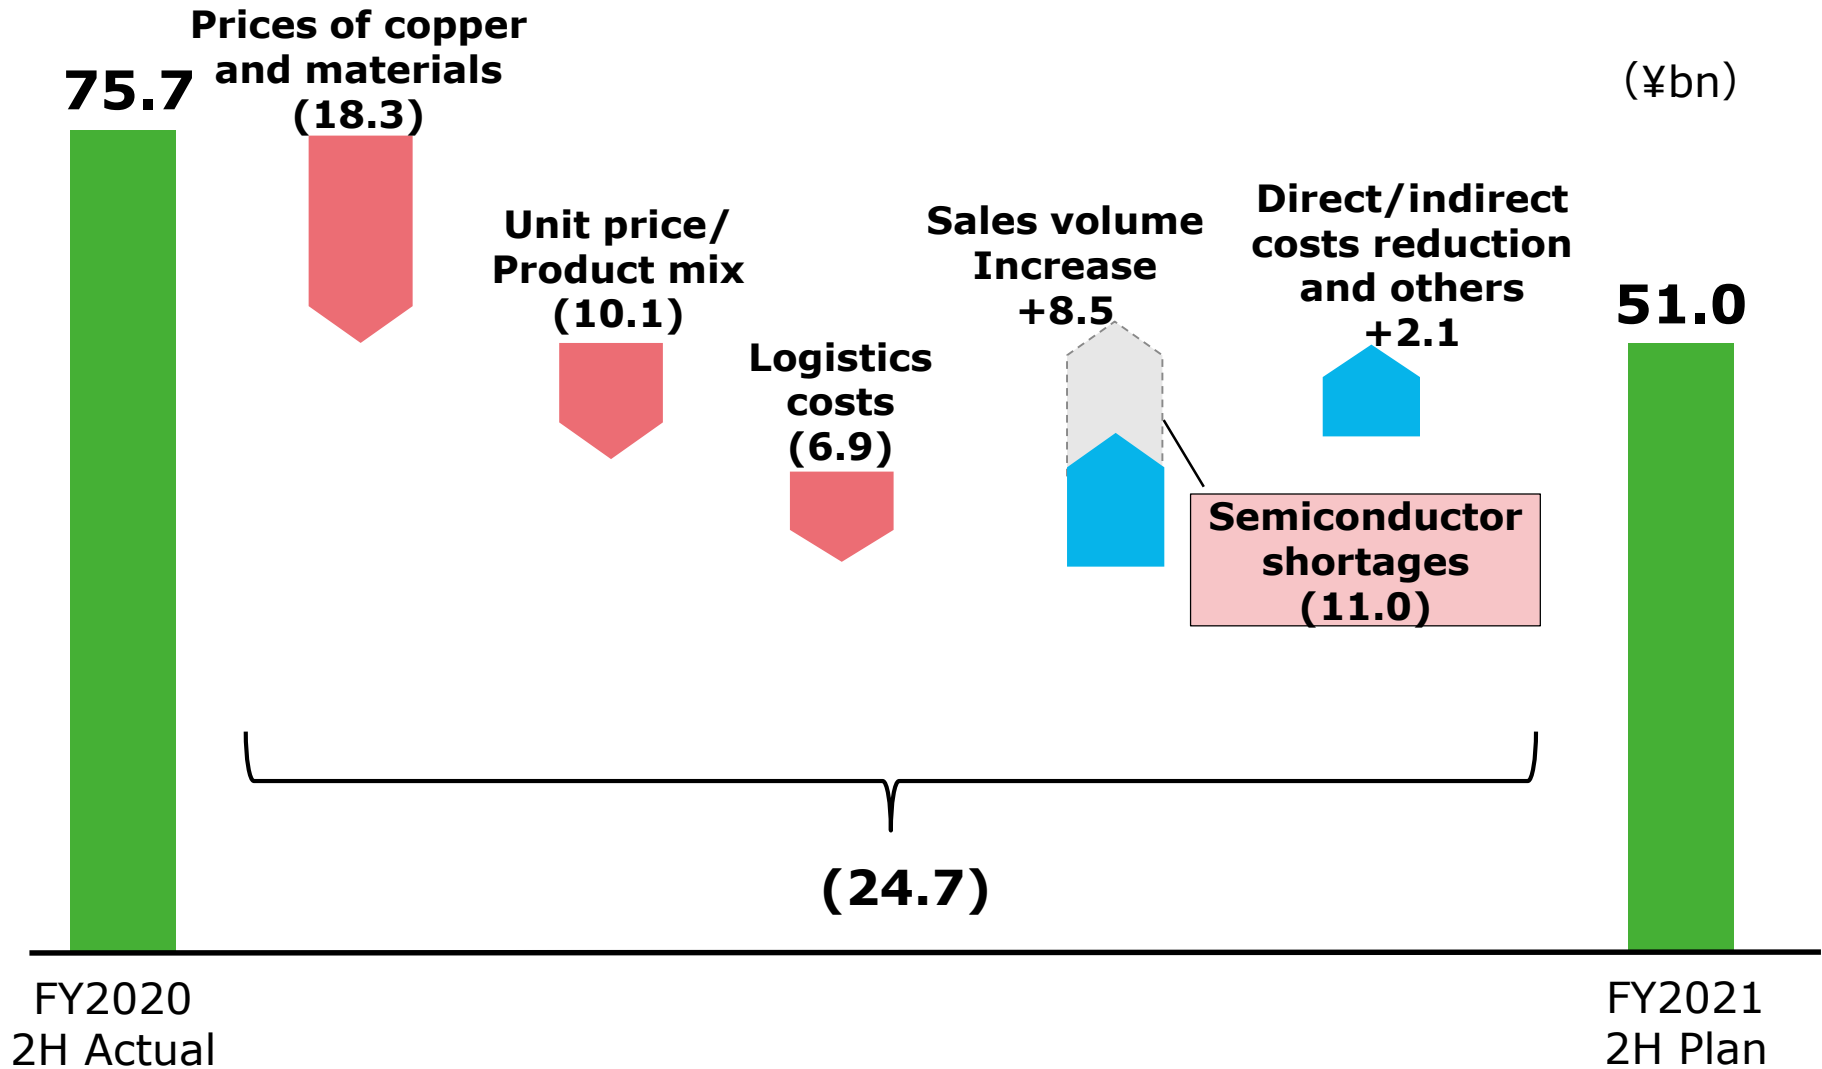 Prices of copper
and materials
(18.3)
75.7
（¥bn）
Unit price/
Product mix
(10.1)
Logistics
costs
(6.9)
Sales volume
Increase
+8.5
Direct/indirect
costs reduction
and others
+2.1
51.0
Semiconductor
shortages
(11.0)
(24.7)
FY2020
2H Actual
FY2021
2H Plan